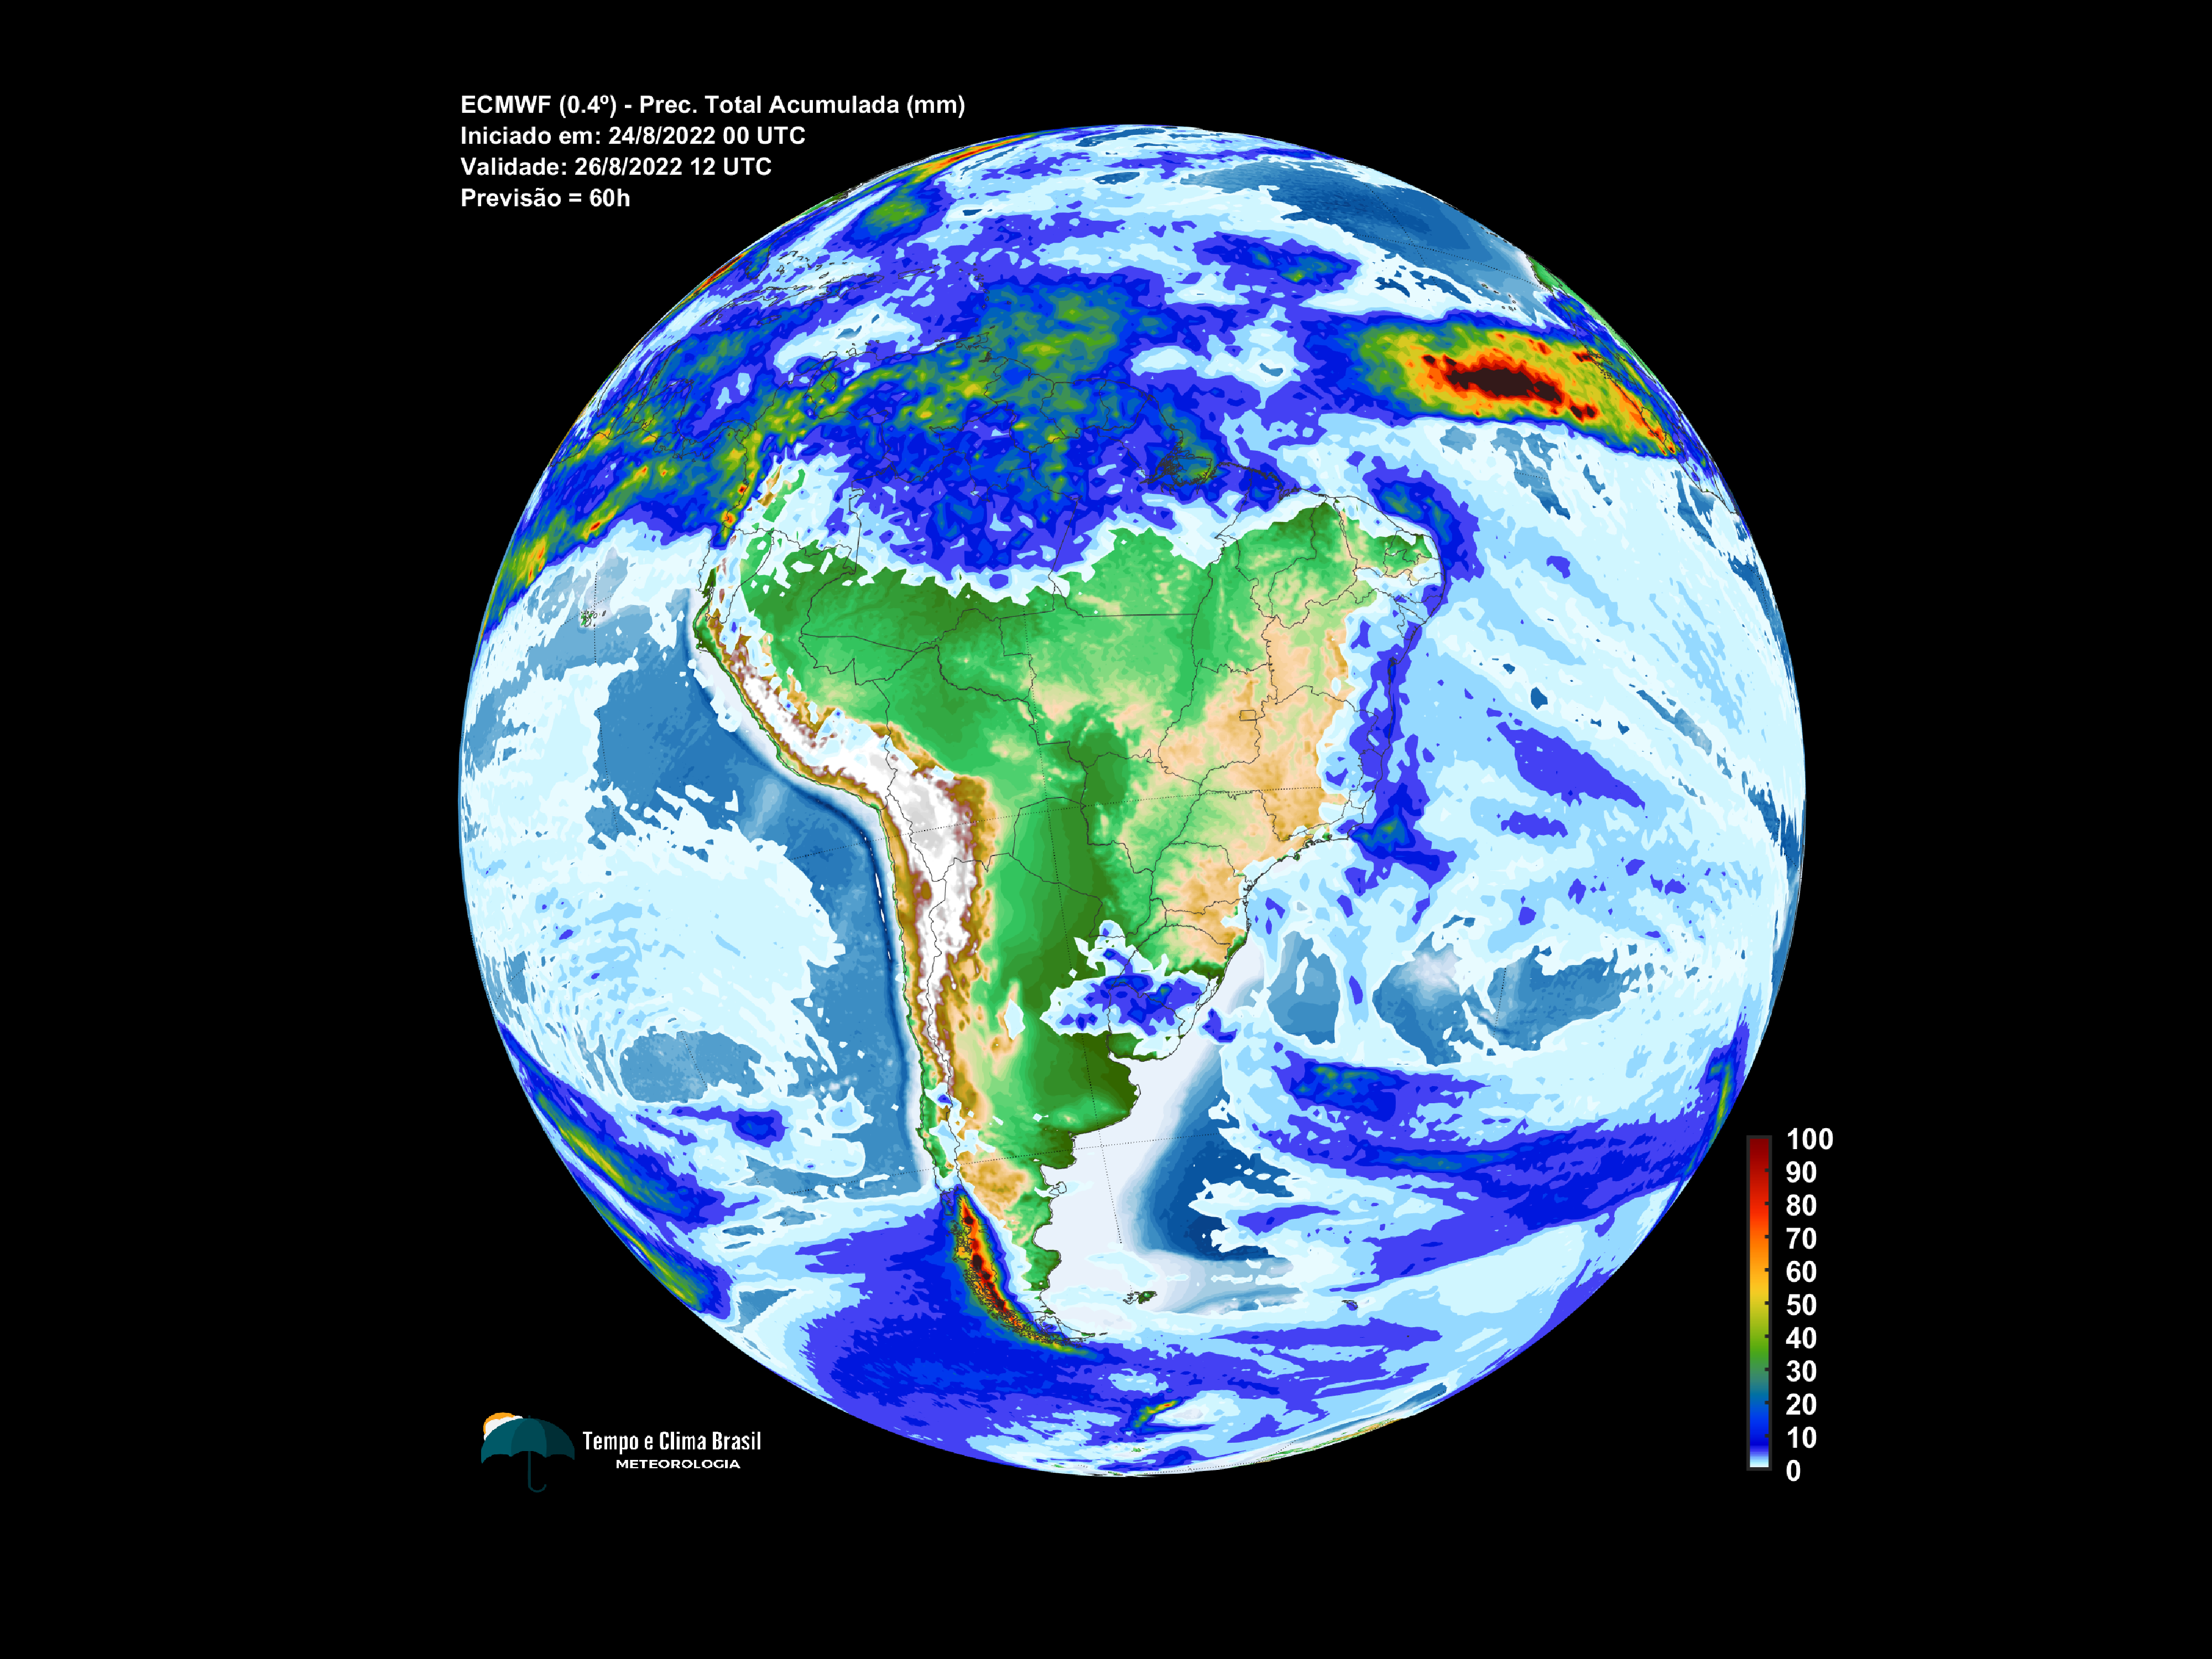 ECMWF (0.4º) - Prec. Total Acumulada (mm)
Iniciado em: 24/8/2022 00 UTC
Validade: 26/8/2022 12 UTC
Previsão = 60h
100
90
80
70
60
50
40
30
20
10
0
Tempo e Clima Brasil
METEOROLOGIA